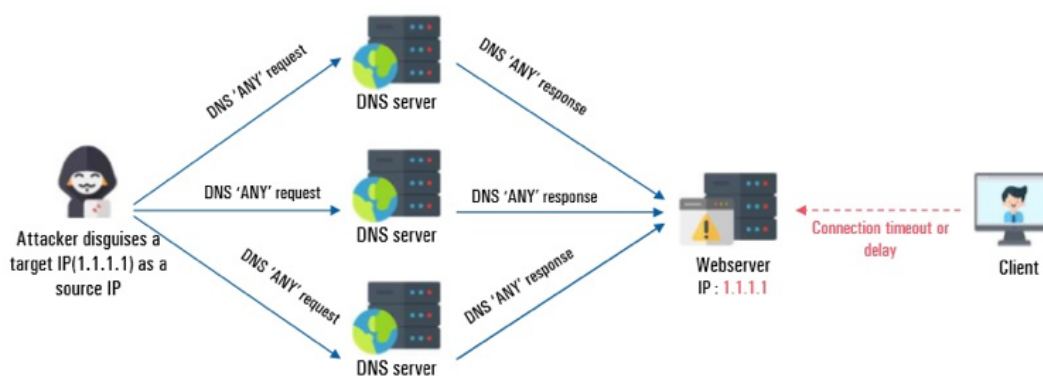 DNS ‘ANY’ request
DNS server
DNS ‘ANY’ response
DNS ‘ANY’ request
DNS server
DNS ‘ANY’ response
DNS ‘ANY’ request
DNS server
DNS ‘ANY’ response
Attacker disguises a
target IP(1.1.1.1) as a
source IP
Webserver
IP : 1.1.1.1
Connection timeout or
delay
Client